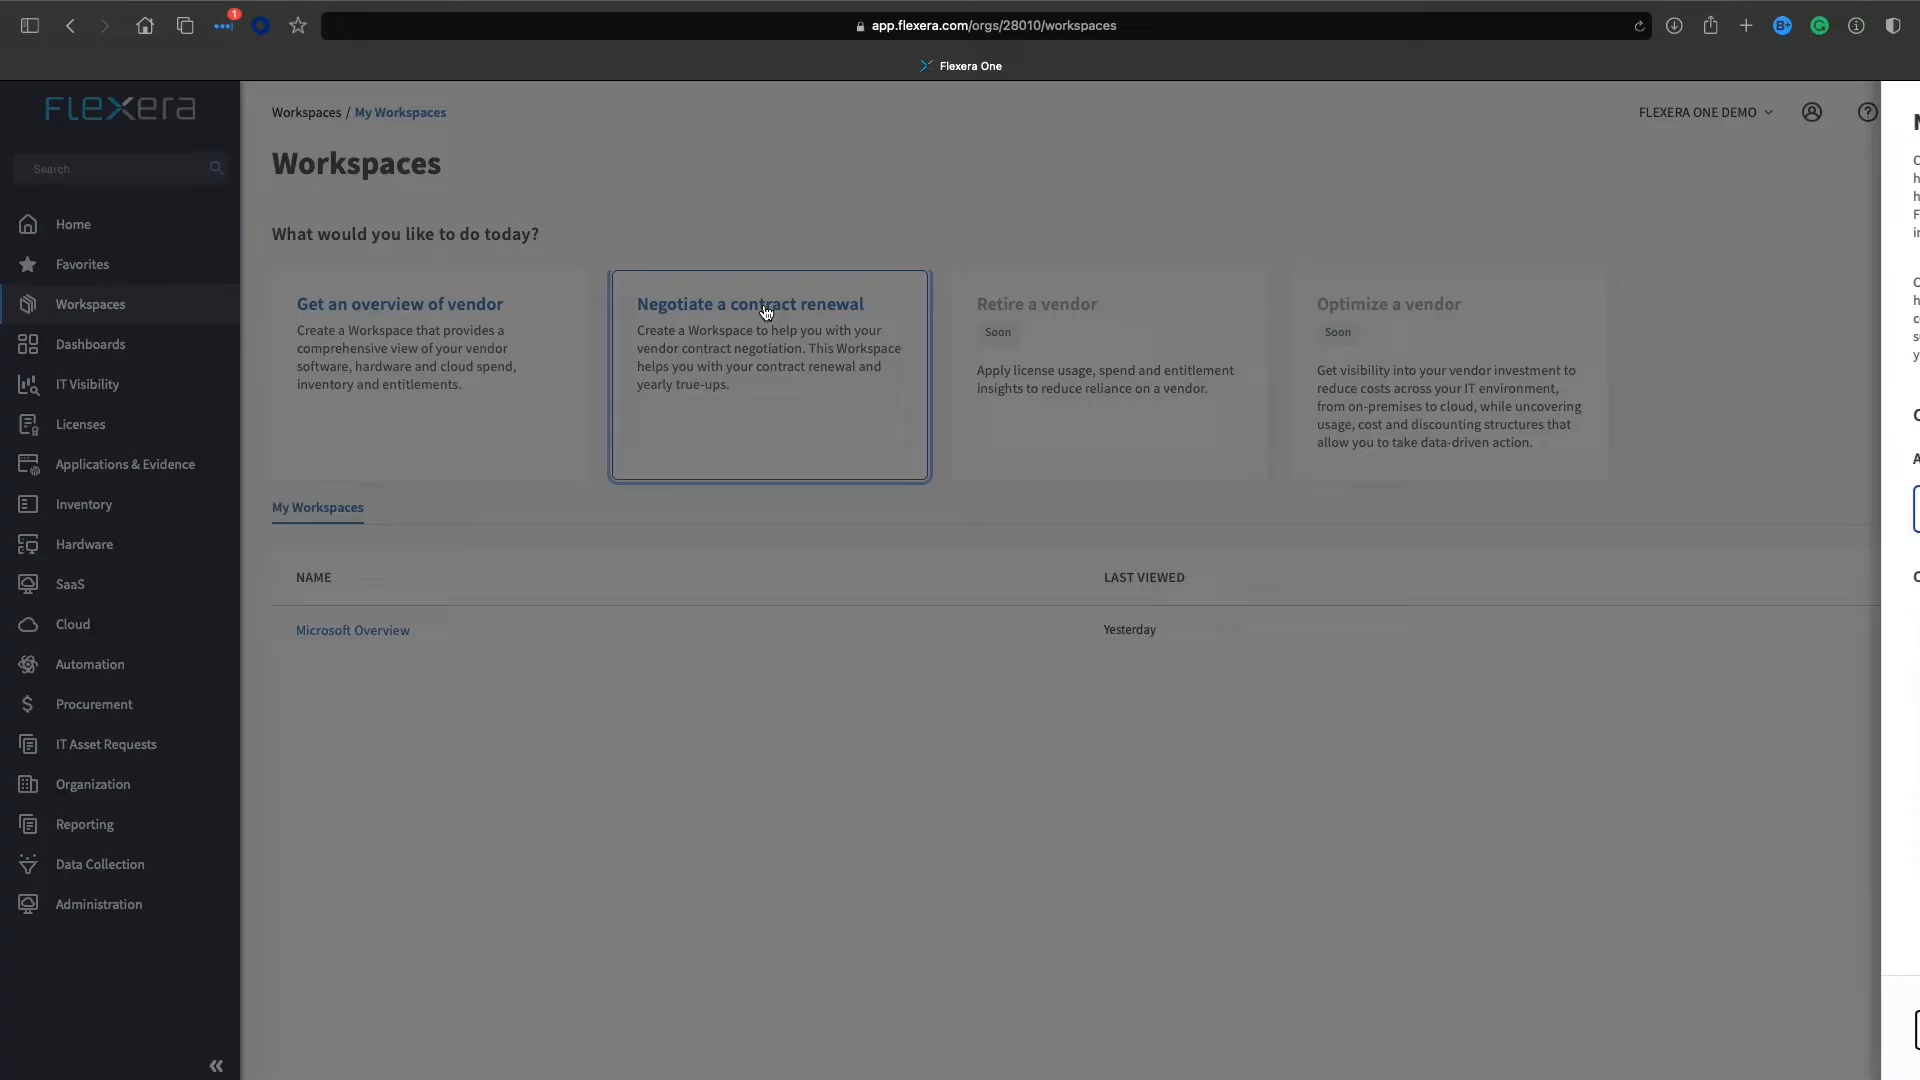 1
app.flexera.com/orgs/28010/workspaces
Flexera One
FLEXERA
Search
Home
Favorites
Workspaces
Dashboards
IT Visibility
Licenses
Applications & Evidence
Inventory
Hardware
SaaS
Cloud
Automation
Procurement
IT Asset Requests
Organization
Reporting
Data Collection
Administration
Workspaces / My Workspaces
FLEXERA ONE DEMO
Workspaces
What would you like to do today?
Get an overview of vendor
Create a Workspace that provides a
comprehensive view of your vendor
software, hardware and cloud spend,
inventory and entitlements.
Negotiate a contract renewal
Create a Workspace to help you with your
vendor contract negotiation. This Workspace
helps you with your contract renewal and
yearly true-ups.
Retire a vendor
Soon
Apply license usage, spend and entitlement
insights to reduce reliance on a vendor.
Optimize a vendor
Soon
Get visibility into your vendor investment to
reduce costs across your IT environment,
from on-premises to cloud, while uncovering
usage, cost and discounting structures that
allow you to take data-driven action.
My Workspaces
NAME
LAST VIEWED
Microsoft Overview
Yesterday